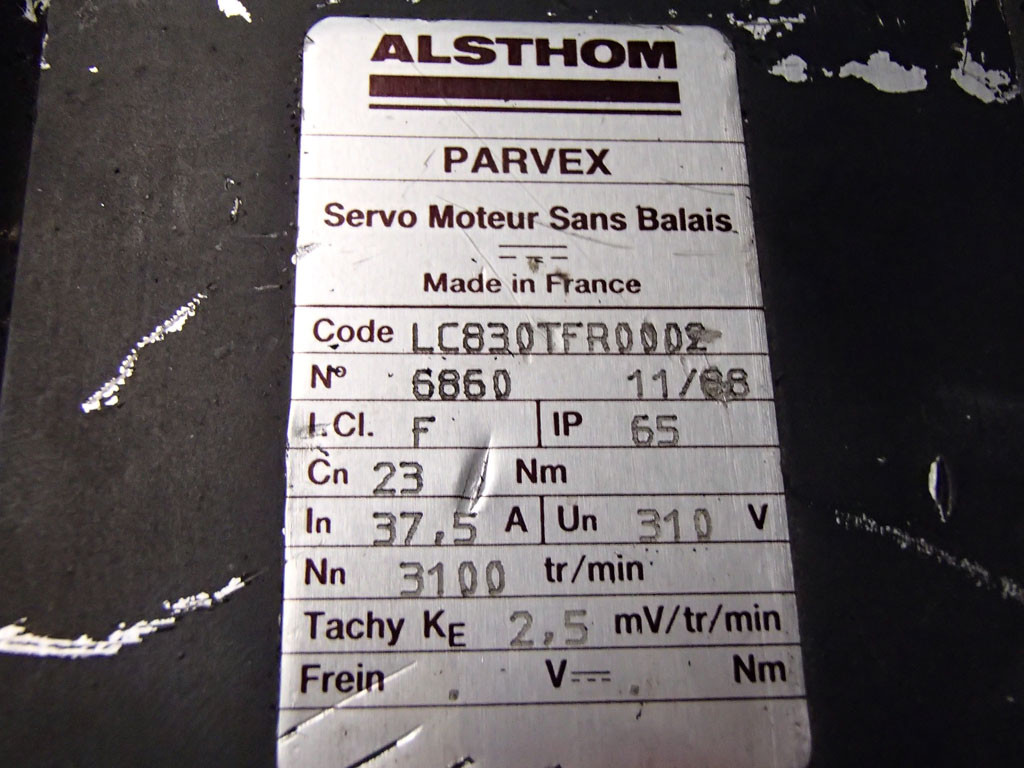 ALSTHOM
PARVEX
Servo Moteur Sans Balais
Made in France
Code LC830TFR0002
N° 6860 11/88
I.Cl. F IP 65
Cn 23 Nm
In 37,5 A Un 310 V
Nn 3100 tr/min
Tachy KE 2,5 mV/tr/min
Frein V Nm